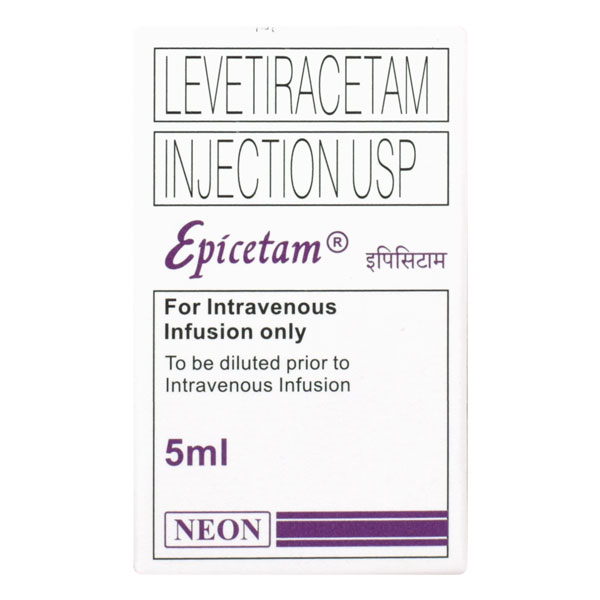 LEVETIRACETAM
INJECTION USP
Epicetam® इपिसिटाम
For Intravenous
Infusion only
To be diluted prior to
Intravenous Infusion
5ml
NEON